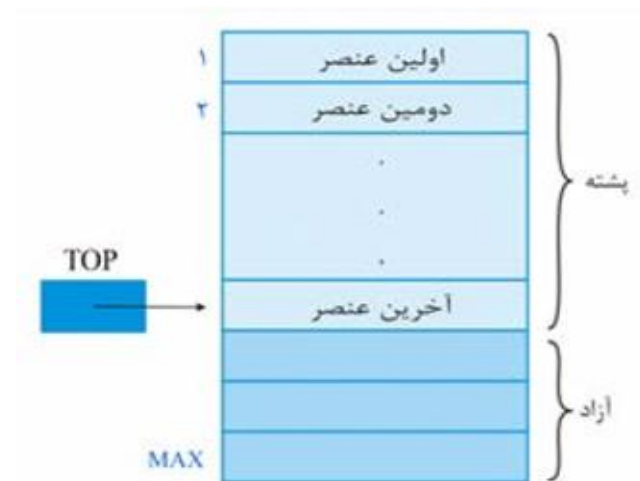 ۱ اولین عنصر
۲ دومین عنصر
.
.
.
پشته
TOP
آخرین عنصر
آزاد
MAX